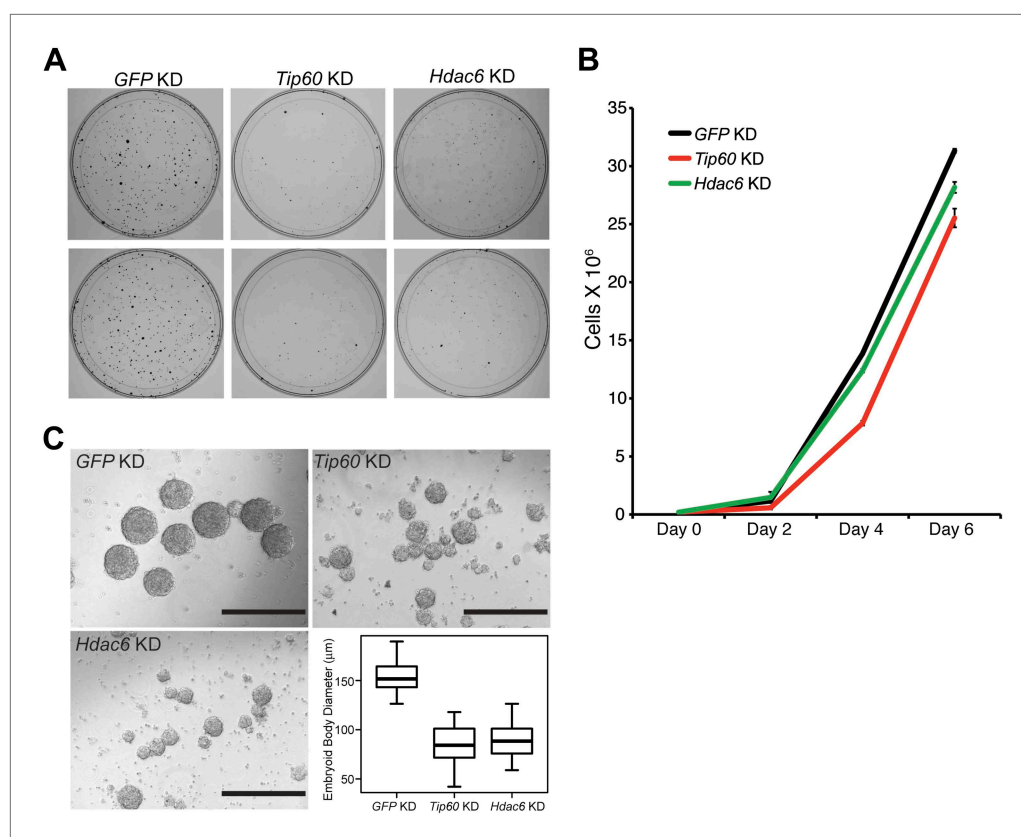 A
GFP KD
Tip60 KD
Hdac6 KD
B
35
30
25
20
15
10
5
0
Cells X 10⁶
GFP KD
Tip60 KD
Hdac6 KD
Day 0
Day 2
Day 4
Day 6
C
GFP KD
Tip60 KD
Hdac6 KD
Embryoid Body Diameter (μm)
150
100
50
GFP KD
Tip60 KD
Hdac6 KD